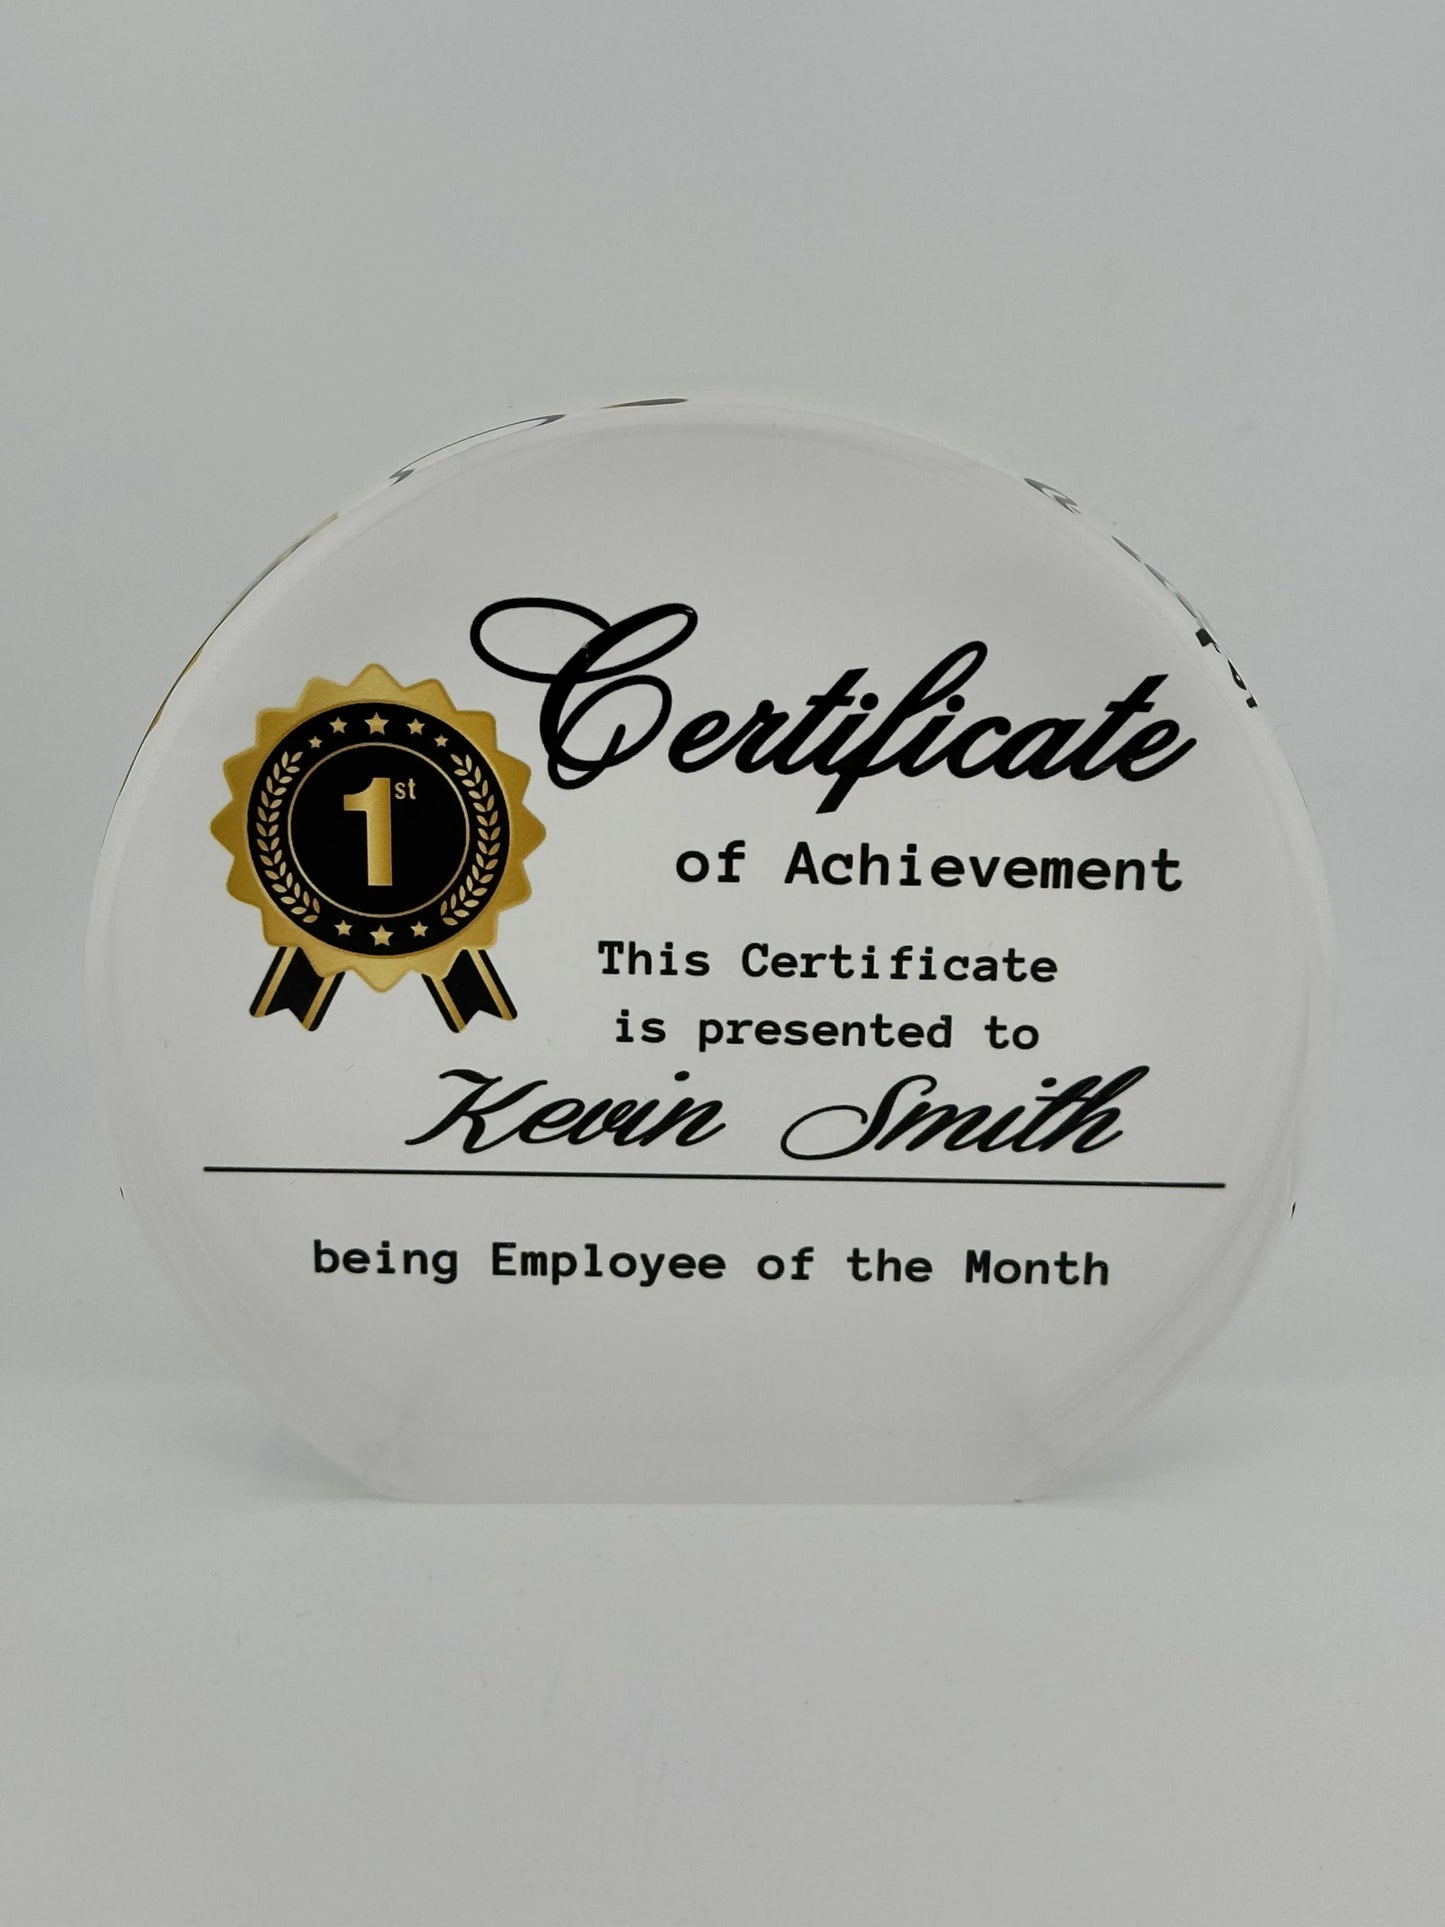 1st
Certificate
of Achievement
This Certificate
is presented to
Kevin Smith
being Employee of the Month